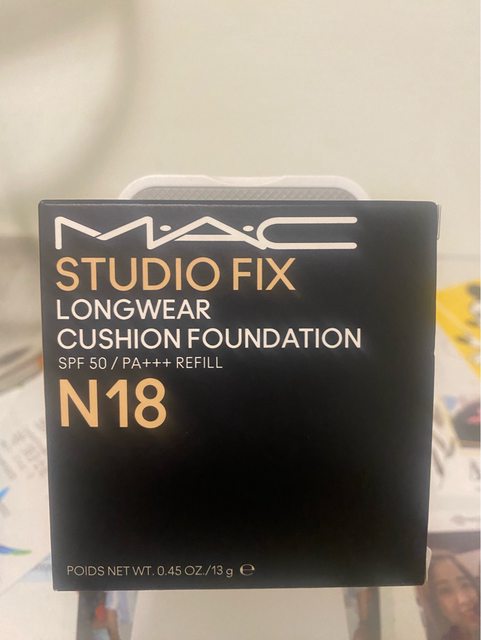 M·A·C
STUDIO FIX
LONGWEAR
CUSHION FOUNDATION
SPF 50 / PA+++ REFILL
N18
POIDS NET WT. 0.45 OZ./13 g ℮